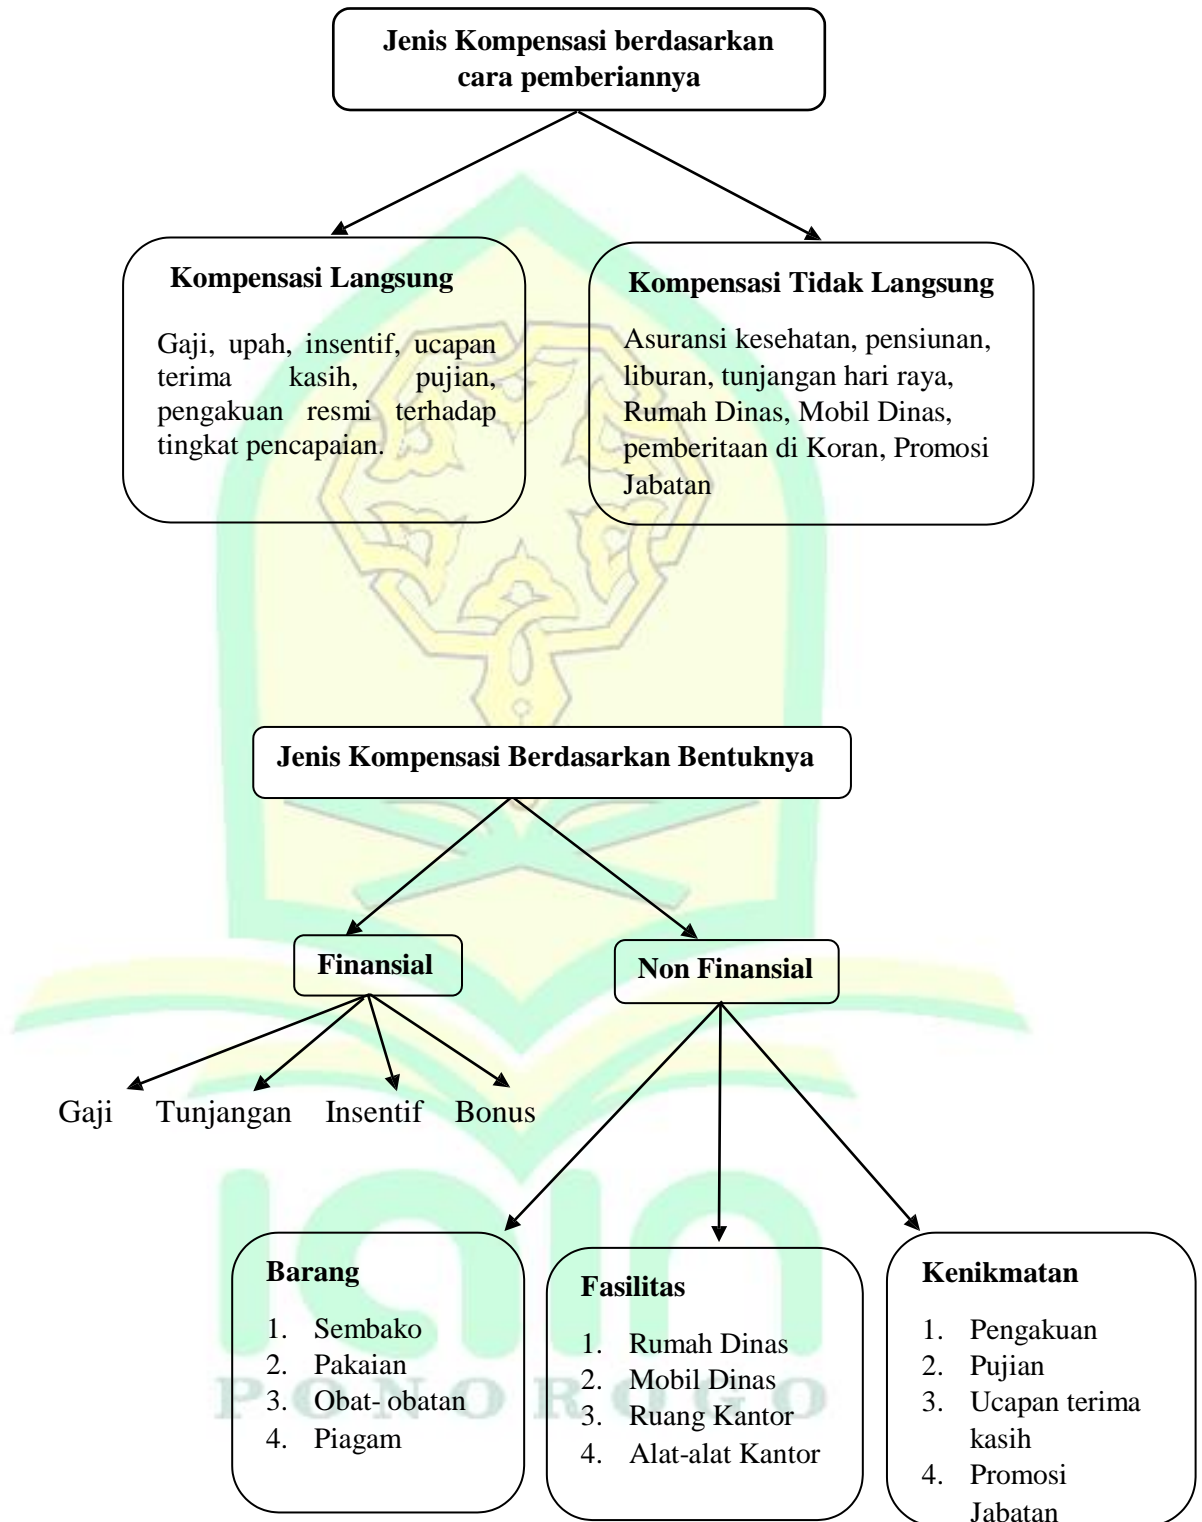 Jenis Kompensasi berdasarkan
cara pemberiannya
Kompensasi Langsung
Gaji, upah, insentif, ucapan
terima kasih, pujian,
pengakuan resmi terhadap
tingkat pencapaian.
Kompensasi Tidak Langsung
Asuransi kesehatan, pensiunan,
liburan, tunjangan hari raya,
Rumah Dinas, Mobil Dinas,
pemberitaan di Koran, Promosi
Jabatan
Jenis Kompensasi Berdasarkan Bentuknya
Finansial
Non Finansial
Gaji Tunjangan Insentif Bonus
Barang
1. Sembako
2. Pakaian
3. Obat- obatan
4. Piagam
Fasilitas
1. Rumah Dinas
2. Mobil Dinas
3. Ruang Kantor
4. Alat-alat Kantor
Kenikmatan
1. Pengakuan
2. Pujian
3. Ucapan terima
kasih
4. Promosi
Jabatan
iain
PONOROGO